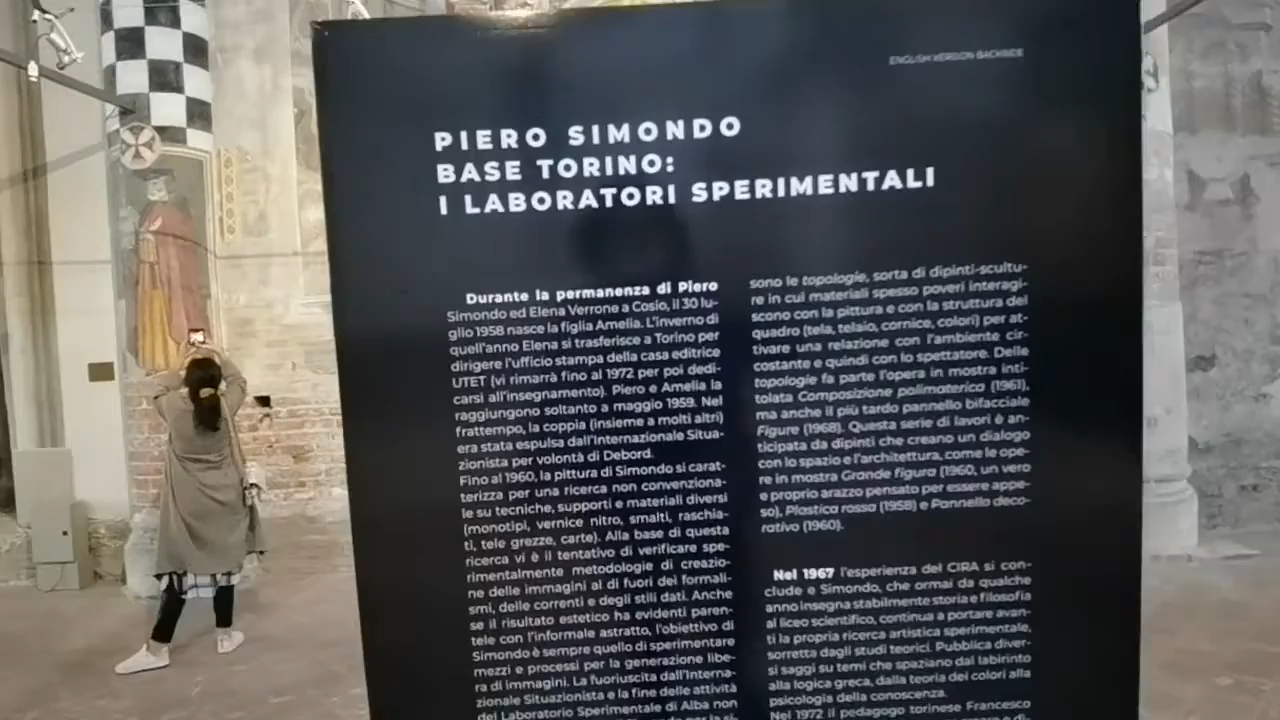 ENGLISH VERSION BACKSIDE
PIERO SIMONDO
BASE TORINO:
I LABORATORI SPERIMENTALI
Durante la permanenza di Piero
Simondo ed Elena Verrone a Cosio, il 30 lu-
glio 1958 nasce la figlia Amelia. L'inverno di
quell'anno Elena si trasferisce a Torino per
dirigere l'ufficio stampa della casa editrice
UTET (vi rimarrà fino al 1972 per poi dedi-
carsi all'insegnamento). Piero e Amelia la
raggiungono soltanto a maggio 1959. Nel
frattempo, la coppia (insieme a molti altri)
era stata espulsa dall'Internazionale Situa-
zionista per volontà di Debord.
Fino al 1960, la pittura di Simondo si carat-
terizza per una ricerca non convenziona-
le su tecniche, supporti e materiali diversi
(monotipi, vernice nitro, smalti, raschia-
ti, tele grezze, carte). Alla base di questa
ricerca vi è il tentativo di verificare spe-
rimentalmente metodologie di creazio-
ne delle immagini al di fuori dei formali-
smi, delle correnti e degli stili dati. Anche
se il risultato estetico ha evidenti paren-
tele con l'informale astratto, l'obiettivo di
Simondo è sempre quello di sperimentare
mezzi e processi per la generazione libe-
ra di immagini. La fuoriuscita dall'Interna-
zionale Situazionista e la fine delle attività
del Laboratorio Sperimentale di Alba non
sono le topologie, sorta di dipinti-scultu-
re in cui materiali spesso poveri interagi-
scono con la pittura e con la struttura del
quadro (tela, telaio, cornice, colori) per at-
tivare una relazione con l'ambiente cir-
costante e quindi con lo spettatore. Delle
topologie fa parte l'opera in mostra inti-
tolata Composizione polimaterica (1961),
ma anche il più tardo pannello bifacciale
Figure (1968). Questa serie di lavori è an-
ticipata da dipinti che creano un dialogo
con lo spazio e l'architettura, come le ope-
re in mostra Grande figura (1960, un vero
e proprio arazzo pensato per essere appe-
so), Plastica rossa (1958) e Pannello deco-
rativo (1960).
Nel 1967 l'esperienza del CIRA si con-
clude e Simondo, che ormai da qualche
anno insegna stabilmente storia e filosofia
al liceo scientifico, continua a portare avan-
ti la propria ricerca artistica sperimentale,
sorretta dagli studi teorici. Pubblica diver-
si saggi su temi che spaziano dal labirinto
alla logica greca, dalla teoria dei colori alla
psicologia della conoscenza.
Nel 1972 il pedagogo torinese Francesco